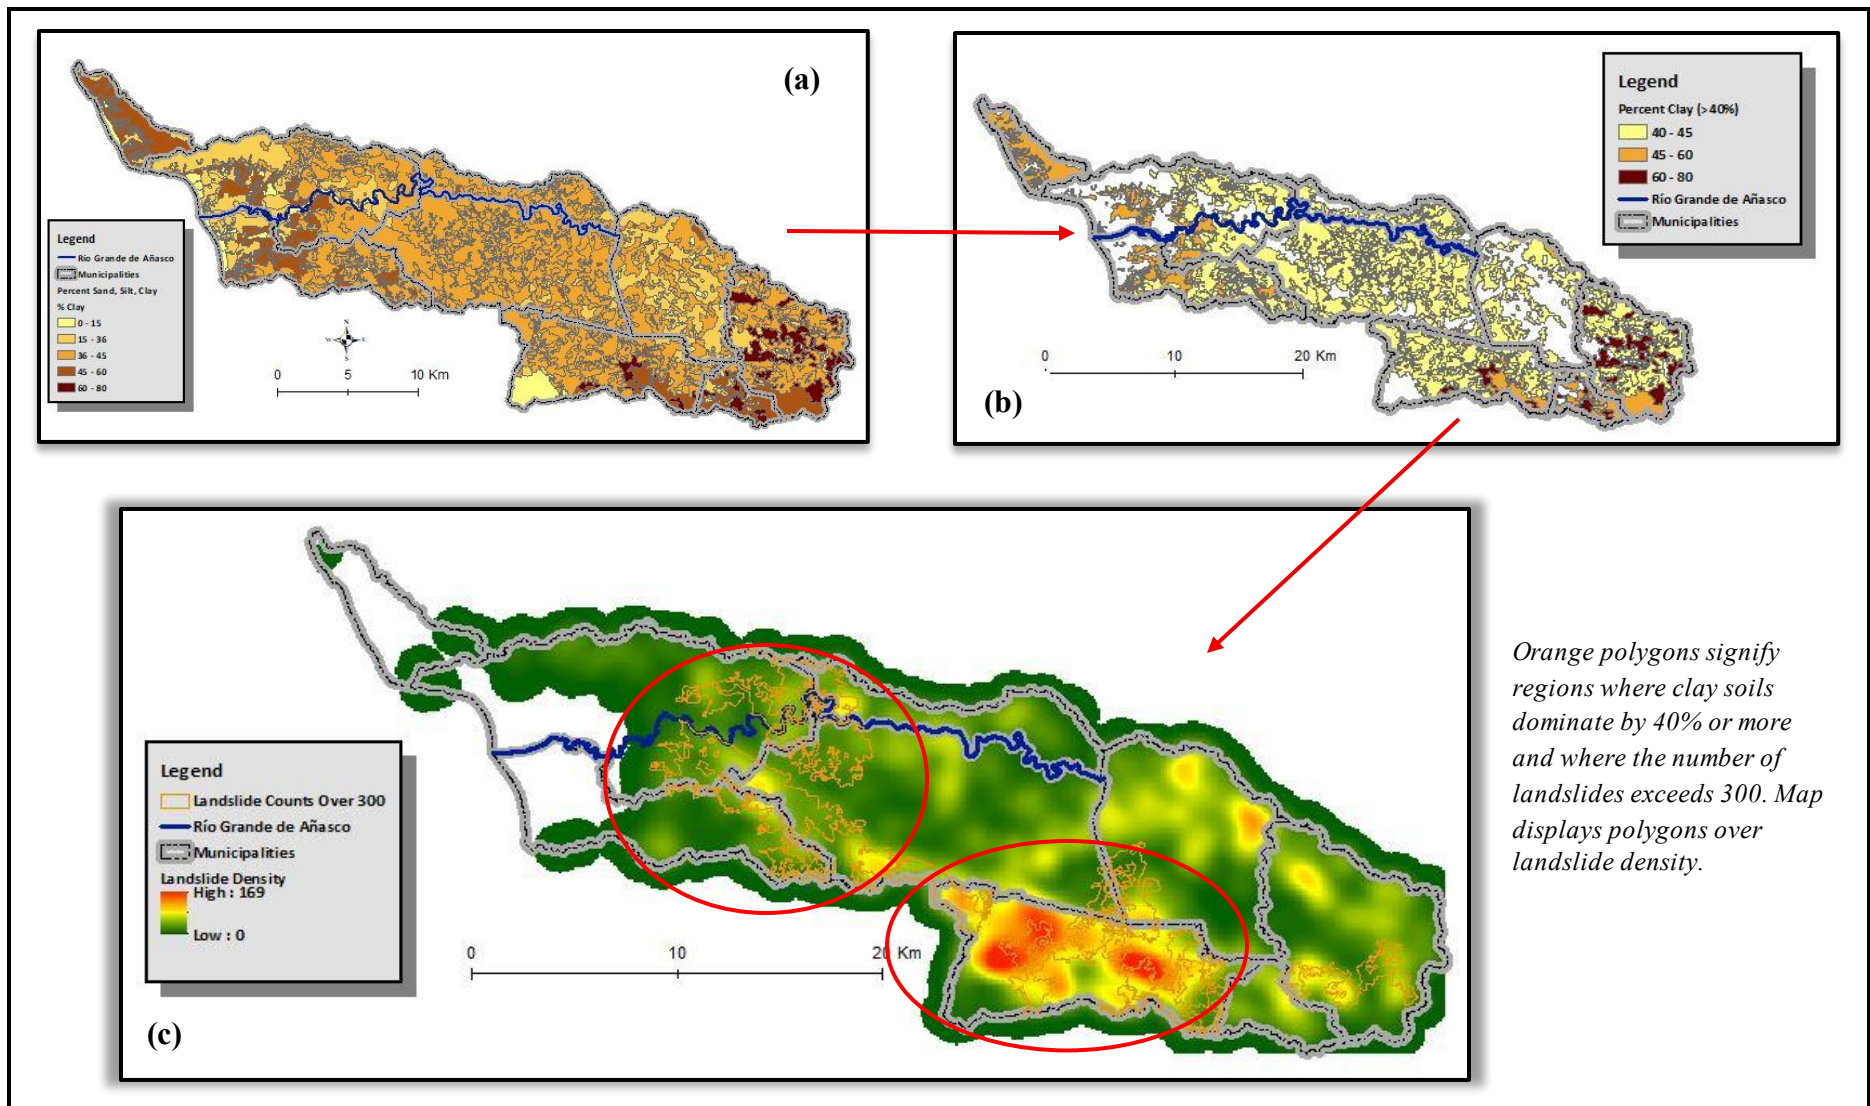 (a)
Legend
Río Grande de Añasco
Municipalities
Percent Sand, Silt, Clay
% Clay
0 - 15
15 - 36
36 - 45
45 - 60
60 - 80
N
W E
S
0 5 10 Km
Legend
Percent Clay (>40%)
40 - 45
45 - 60
60 - 80
Río Grande de Añasco
Municipalities
0 10 20 Km
(b)
Legend
Landslide Counts Over 300
Río Grande de Añasco
Municipalities
Landslide Density
High : 169
Low : 0
0 10 20 Km
(c)
Orange polygons signify
regions where clay soils
dominate by 40% or more
and where the number of
landslides exceeds 300. Map
displays polygons over
landslide density.